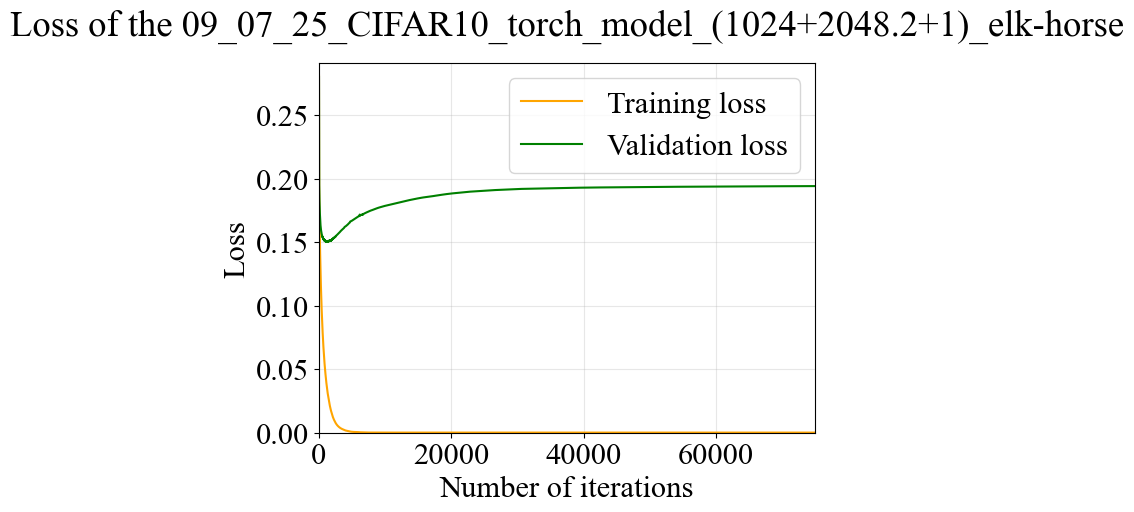 Loss of the 09_07_25_CIFAR10_torch_model_(1024+2048.2+1)_elk-horse
Training loss
Validation loss
0.25
0.20
0.15
0.10
0.05
0.00
Loss
0 20000 40000 60000
Number of iterations